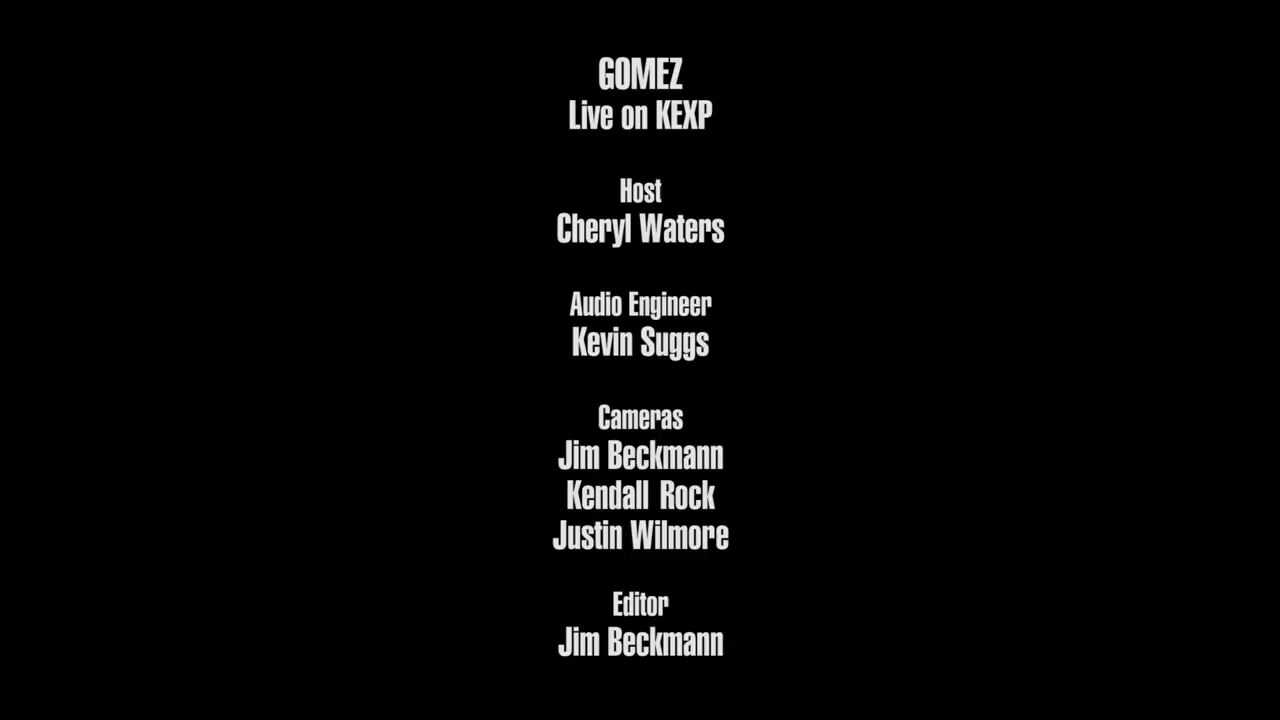 GOMEZ
Live on KEXP
Host
Cheryl Waters
Audio Engineer
Kevin Suggs
Cameras
Jim Beckmann
Kendall Rock
Justin Wilmore
Editor
Jim Beckmann